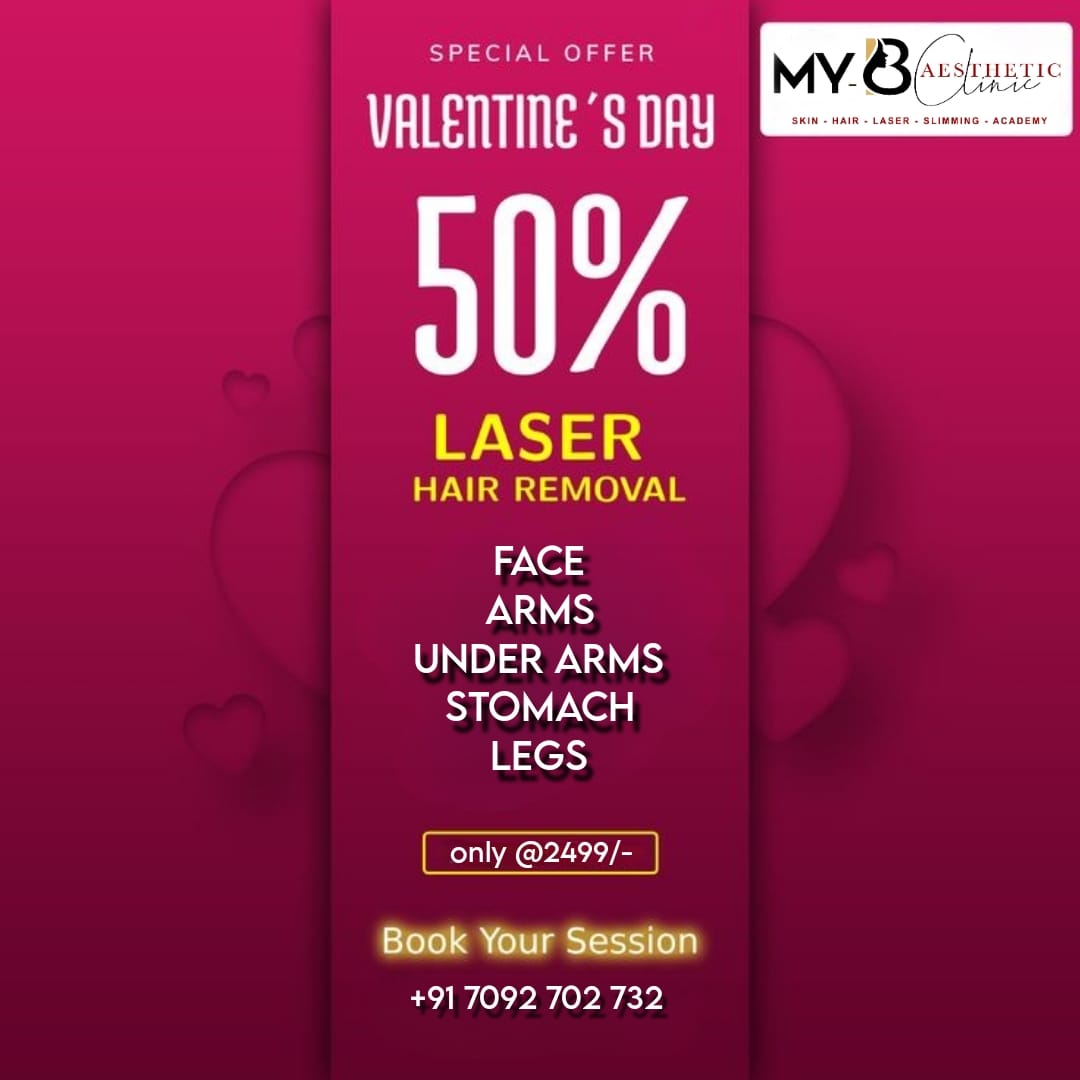 SPECIAL OFFER
VALENTINE´S DAY
50%
LASER
HAIR REMOVAL
FACE
ARMS
UNDER ARMS
STOMACH
LEGS
only @2499/-
Book Your Session
+91 7092 702 732
MY-B AESTHETIC
Clinic
SKIN - HAIR - LASER - SLIMMING - ACADEMY